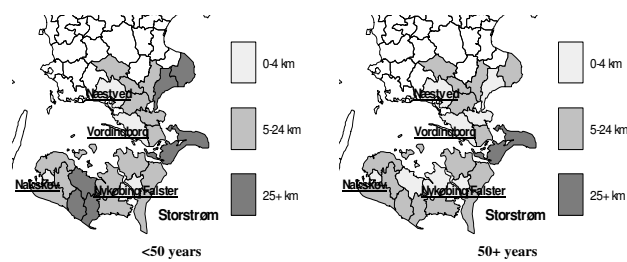 0-4 km
Næstved
5-24 km
Vordingborg
Nakskov
Nykøbing Falster
25+ km
Storstrøm
<50 years
0-4 km
Næstved
5-24 km
Vordingborg
Nakskov
Nykøbing Falster
25+ km
Storstrøm
50+ years